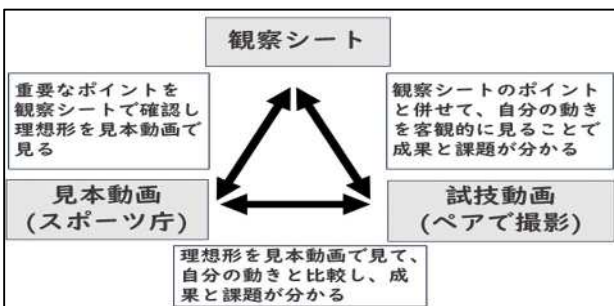 観察シート
重要なポイントを
観察シートで確認し
理想形を見本動画で
見る
観察シートのポイント
と併せて、自分の動き
を客観的に見ることで
成果と課題が分かる
見本動画
(スポーツ庁)
試技動画
(ペアで撮影)
理想形を見本動画で見て、
自分の動きと比較し、成
果と課題が分かる